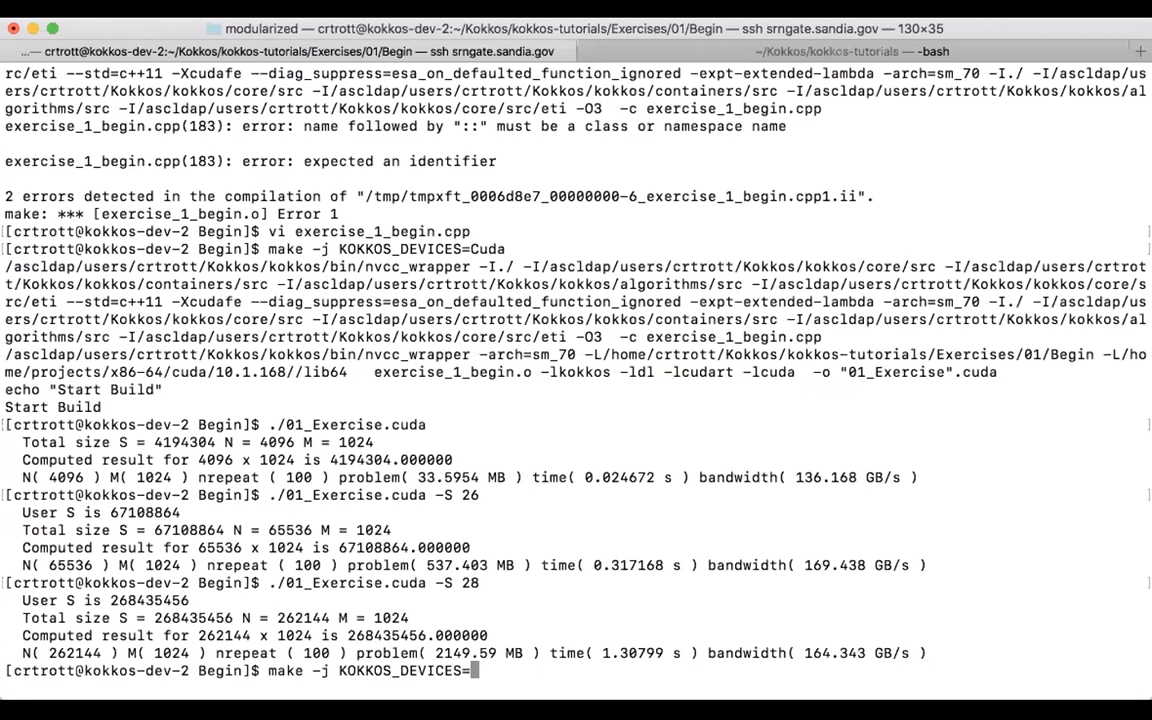 modularized — crtrott@kokkos-dev-2:~/Kokkos/kokkos-tutorials/Exercises/01/Begin — ssh srngate.sandia.gov — 130×35
...— crtrott@kokkos-dev-2:~/Kokkos/kokkos-tutorials/Exercises/01/Begin — ssh srngate.sandia.gov
~/Kokkos/kokkos-tutorials — -bash
rc/eti --std=c++11 -Xcudafe --diag_suppress=esa_on_defaulted_function_ignored -expt-extended-lambda -arch=sm_70 -I./ -I/ascldap/us
ers/crtrott/Kokkos/kokkos/core/src -I/ascldap/users/crtrott/Kokkos/kokkos/containers/src -I/ascldap/users/crtrott/Kokkos/kokkos/al
gorithms/src -I/ascldap/users/crtrott/Kokkos/kokkos/core/src/eti -O3  -c exercise_1_begin.cpp
exercise_1_begin.cpp(183): error: name followed by "::" must be a class or namespace name
exercise_1_begin.cpp(183): error: expected an identifier
2 errors detected in the compilation of "/tmp/tmpxft_0006d8e7_00000000-6_exercise_1_begin.cpp1.ii".
make: *** [exercise_1_begin.o] Error 1
[crtrott@kokkos-dev-2 Begin]$ vi exercise_1_begin.cpp
[crtrott@kokkos-dev-2 Begin]$ make -j KOKKOS_DEVICES=Cuda
/ascldap/users/crtrott/Kokkos/kokkos/bin/nvcc_wrapper -I./ -I/ascldap/users/crtrott/Kokkos/kokkos/core/src -I/ascldap/users/crtrot
t/Kokkos/kokkos/containers/src -I/ascldap/users/crtrott/Kokkos/kokkos/algorithms/src -I/ascldap/users/crtrott/Kokkos/kokkos/core/s
rc/eti --std=c++11 -Xcudafe --diag_suppress=esa_on_defaulted_function_ignored -expt-extended-lambda -arch=sm_70 -I./ -I/ascldap/us
ers/crtrott/Kokkos/kokkos/core/src -I/ascldap/users/crtrott/Kokkos/kokkos/containers/src -I/ascldap/users/crtrott/Kokkos/kokkos/al
gorithms/src -I/ascldap/users/crtrott/Kokkos/kokkos/core/src/eti -O3  -c exercise_1_begin.cpp
/ascldap/users/crtrott/Kokkos/kokkos/bin/nvcc_wrapper -arch=sm_70 -L/home/crtrott/Kokkos/kokkos-tutorials/Exercises/01/Begin -L/ho
me/projects/x86-64/cuda/10.1.168//lib64   exercise_1_begin.o -lkokkos -ldl -lcudart -lcuda  -o "01_Exercise".cuda
echo "Start Build"
Start Build
[crtrott@kokkos-dev-2 Begin]$ ./01_Exercise.cuda
  Total size S = 4194304 N = 4096 M = 1024
  Computed result for 4096 x 1024 is 4194304.000000
  N( 4096 ) M( 1024 ) nrepeat ( 100 ) problem( 33.5954 MB ) time( 0.024672 s ) bandwidth( 136.168 GB/s )
[crtrott@kokkos-dev-2 Begin]$ ./01_Exercise.cuda -S 26
  User S is 67108864
  Total size S = 67108864 N = 65536 M = 1024
  Computed result for 65536 x 1024 is 67108864.000000
  N( 65536 ) M( 1024 ) nrepeat ( 100 ) problem( 537.403 MB ) time( 0.317168 s ) bandwidth( 169.438 GB/s )
[crtrott@kokkos-dev-2 Begin]$ ./01_Exercise.cuda -S 28
  User S is 268435456
  Total size S = 268435456 N = 262144 M = 1024
  Computed result for 262144 x 1024 is 268435456.000000
  N( 262144 ) M( 1024 ) nrepeat ( 100 ) problem( 2149.59 MB ) time( 1.30799 s ) bandwidth( 164.343 GB/s )
[crtrott@kokkos-dev-2 Begin]$ make -j KOKKOS_DEVICES=